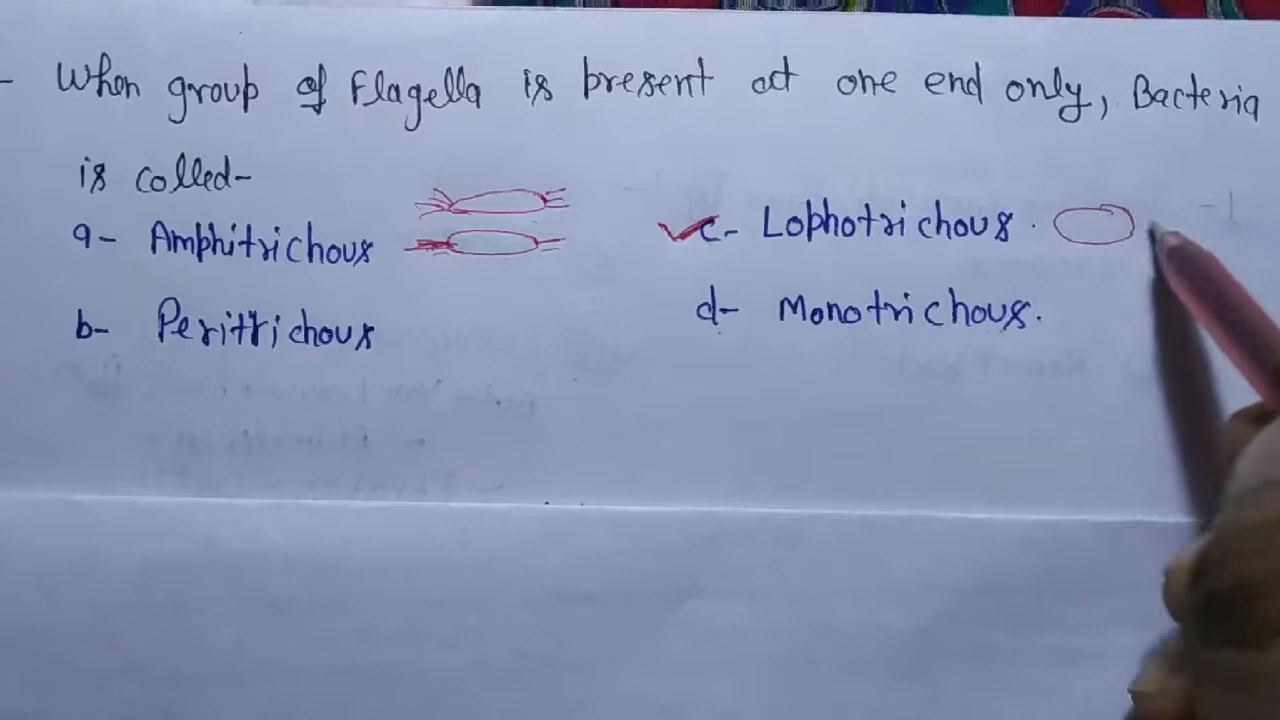 - When group of Flagella is present at one end only, Bacteria
is called-
a- Amphitrichous
b- Peritrichous
c- Lophotrichous.
d- Monotrichous.